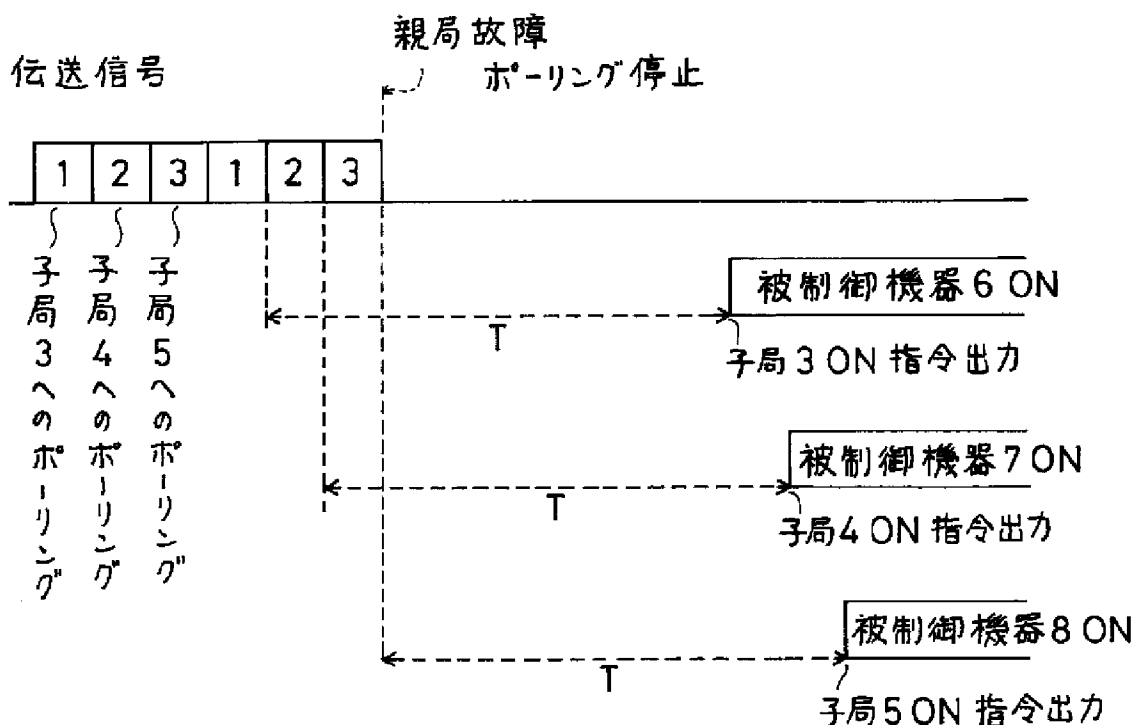 親局故障
ポーリング停止
伝送信号
1 2 3 1 2 3
子局3へのポーリング
子局4へのポーリング
子局5へのポーリング
被制御機器6 ON
T
子局3 ON 指令出力
被制御機器7 ON
T
子局4 ON 指令出力
被制御機器8 ON
T
子局5 ON 指令出力